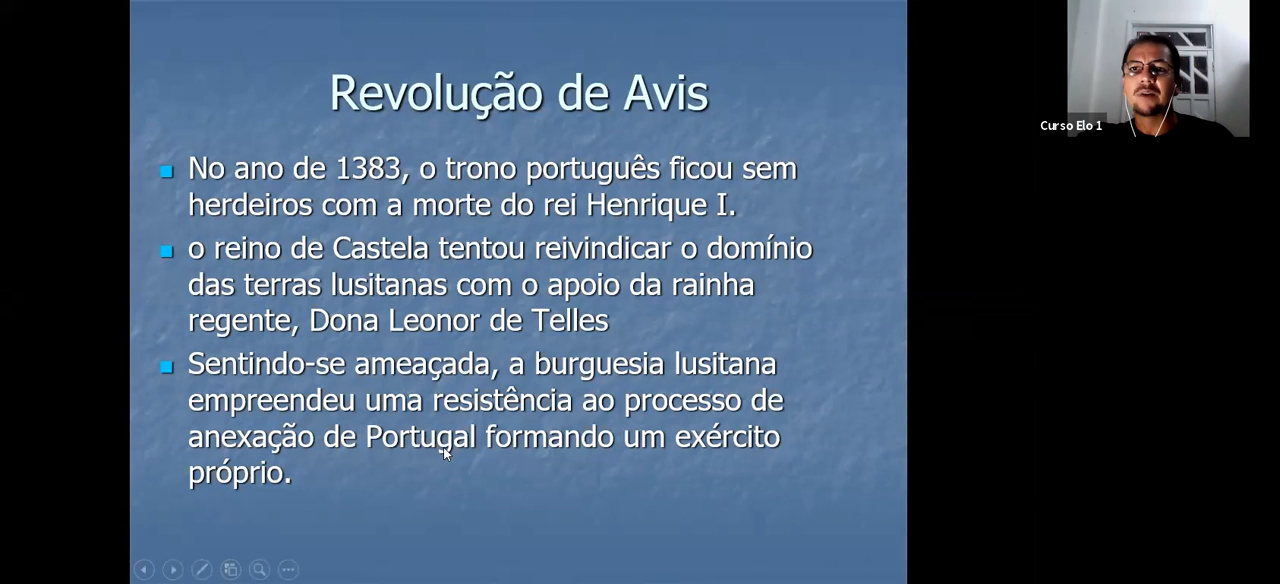 Revolução de Avis
No ano de 1383, o trono português ficou sem
herdeiros com a morte do rei Henrique I.
o reino de Castela tentou reivindicar o domínio
das terras lusitanas com o apoio da rainha
regente, Dona Leonor de Telles
Sentindo-se ameaçada, a burguesia lusitana
empreendeu uma resistência ao processo de
anexação de Portugal formando um exército
próprio.
Curso Elo 1